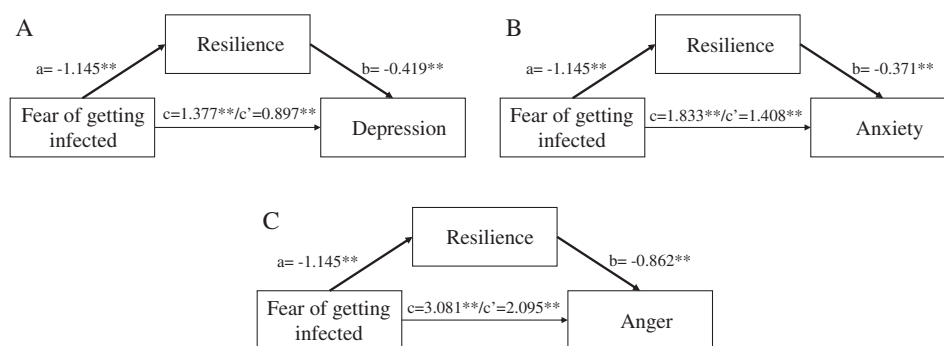 A
Resilience
a= -1.145**
b= -0.419**
Fear of getting
infected
c=1.377**/c’=0.897**
Depression
B
Resilience
a= -1.145**
b= -0.371**
Fear of getting
infected
c=1.833**/c’=1.408**
Anxiety
C
Resilience
a= -1.145**
b= -0.862**
Fear of getting
infected
c=3.081**/c’=2.095**
Anger